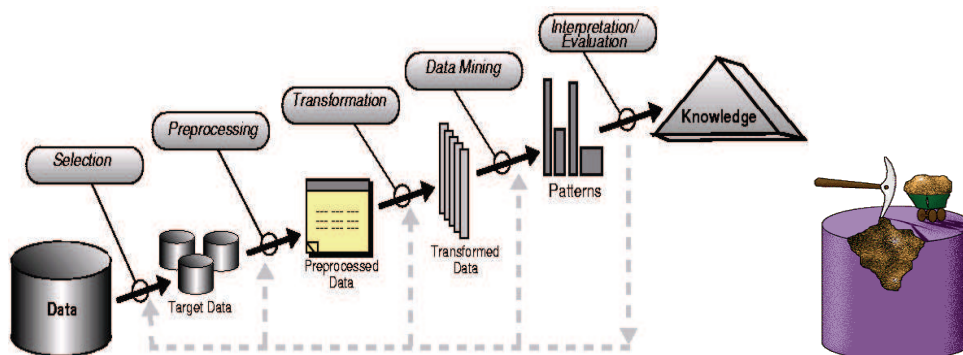 Interpretation/
Evaluation
Data Mining
Transformation
Preprocessing
Selection
Knowledge
Patterns
Transformed
Data
Preprocessed
Data
Target Data
Data